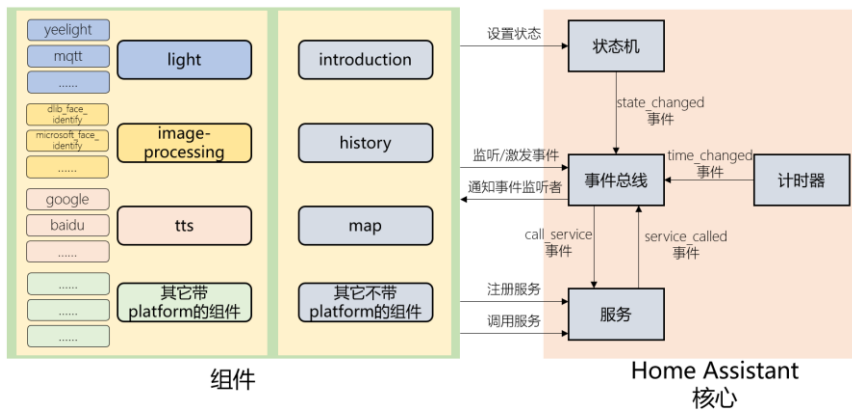 yeelight
mqtt
......
light
dlib_face_
identify
microsoft_face_
identify
......
image-
processing
google
baidu
......
tts
......
......
......
其它带
platform的组件
introduction
history
map
其它不带
platform的组件
组件
设置状态
监听/激发事件
通知事件监听者
注册服务
调用服务
状态机
state_changed
事件
事件总线
time_changed
事件
计时器
call_service
事件
service_called
事件
服务
Home Assistant
核心